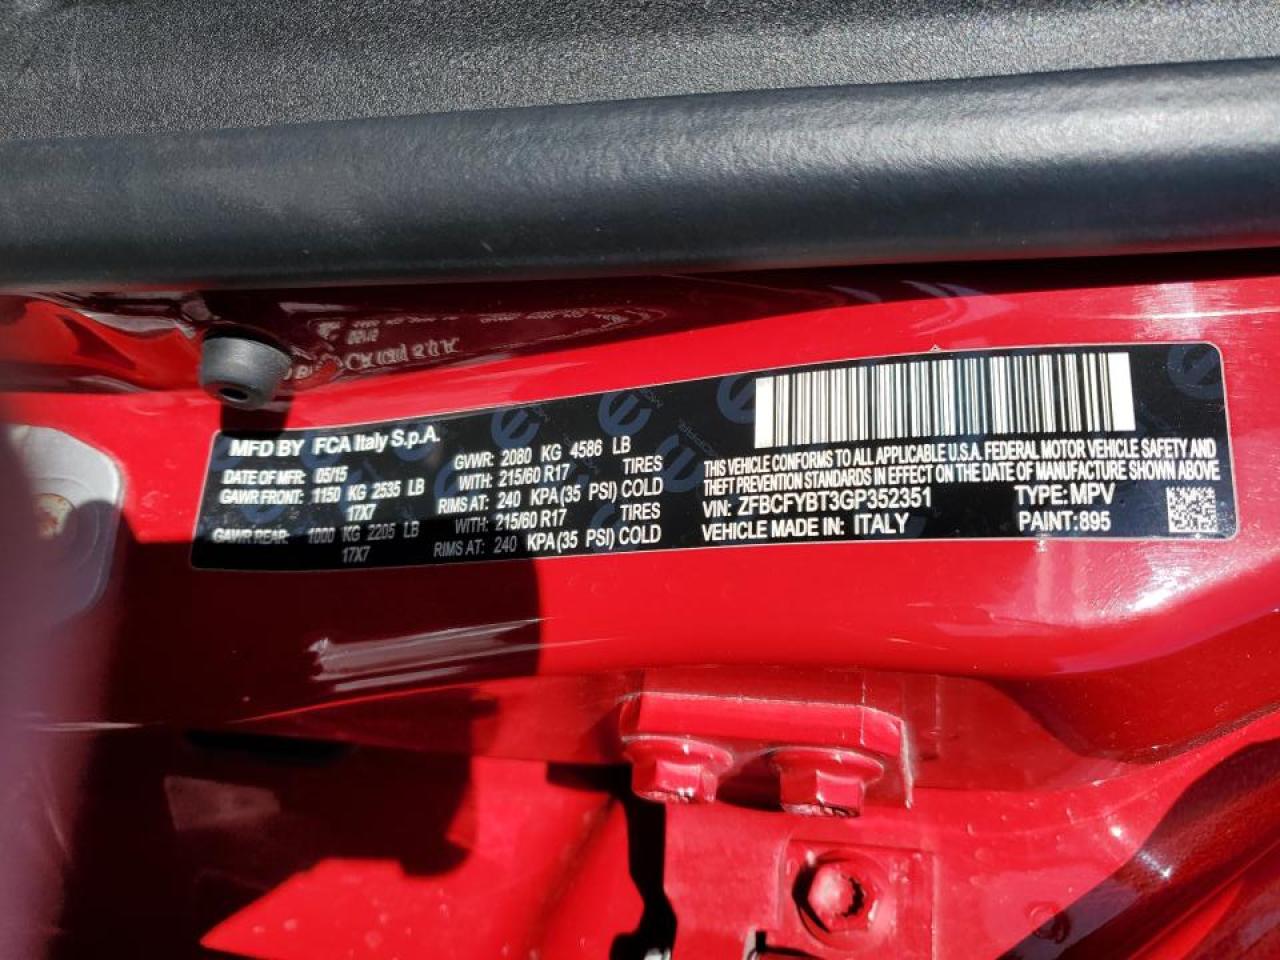 MFD BY FCA Italy S.p.A.
DATE OF MFR: 05/15 GVWR: 2080 KG 4586 LB
GAWR FRONT: 1150 KG 2535 LB WITH: 215/60 R17 TIRES
17X7 RIMS AT: 240 KPA(35 PSI) COLD
GAWR REAR: 1000 KG 2205 LB WITH: 215/60 R17 TIRES
17X7 RIMS AT: 240 KPA(35 PSI) COLD
THIS VEHICLE CONFORMS TO ALL APPLICABLE U.S.A. FEDERAL MOTOR VEHICLE SAFETY AND
THEFT PREVENTION STANDARDS IN EFFECT ON THE DATE OF MANUFACTURE SHOWN ABOVE
VIN: ZFBCFYBT3GP352351 TYPE: MPV
VEHICLE MADE IN: ITALY PAINT: 895